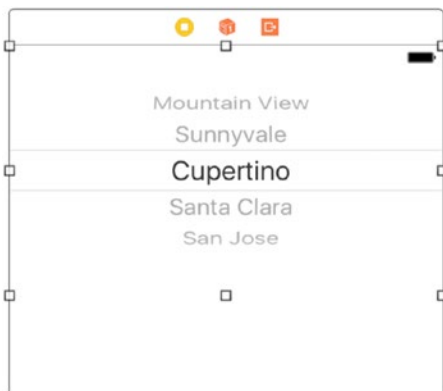 Mountain View
Sunnyvale
Cupertino
Santa Clara
San Jose